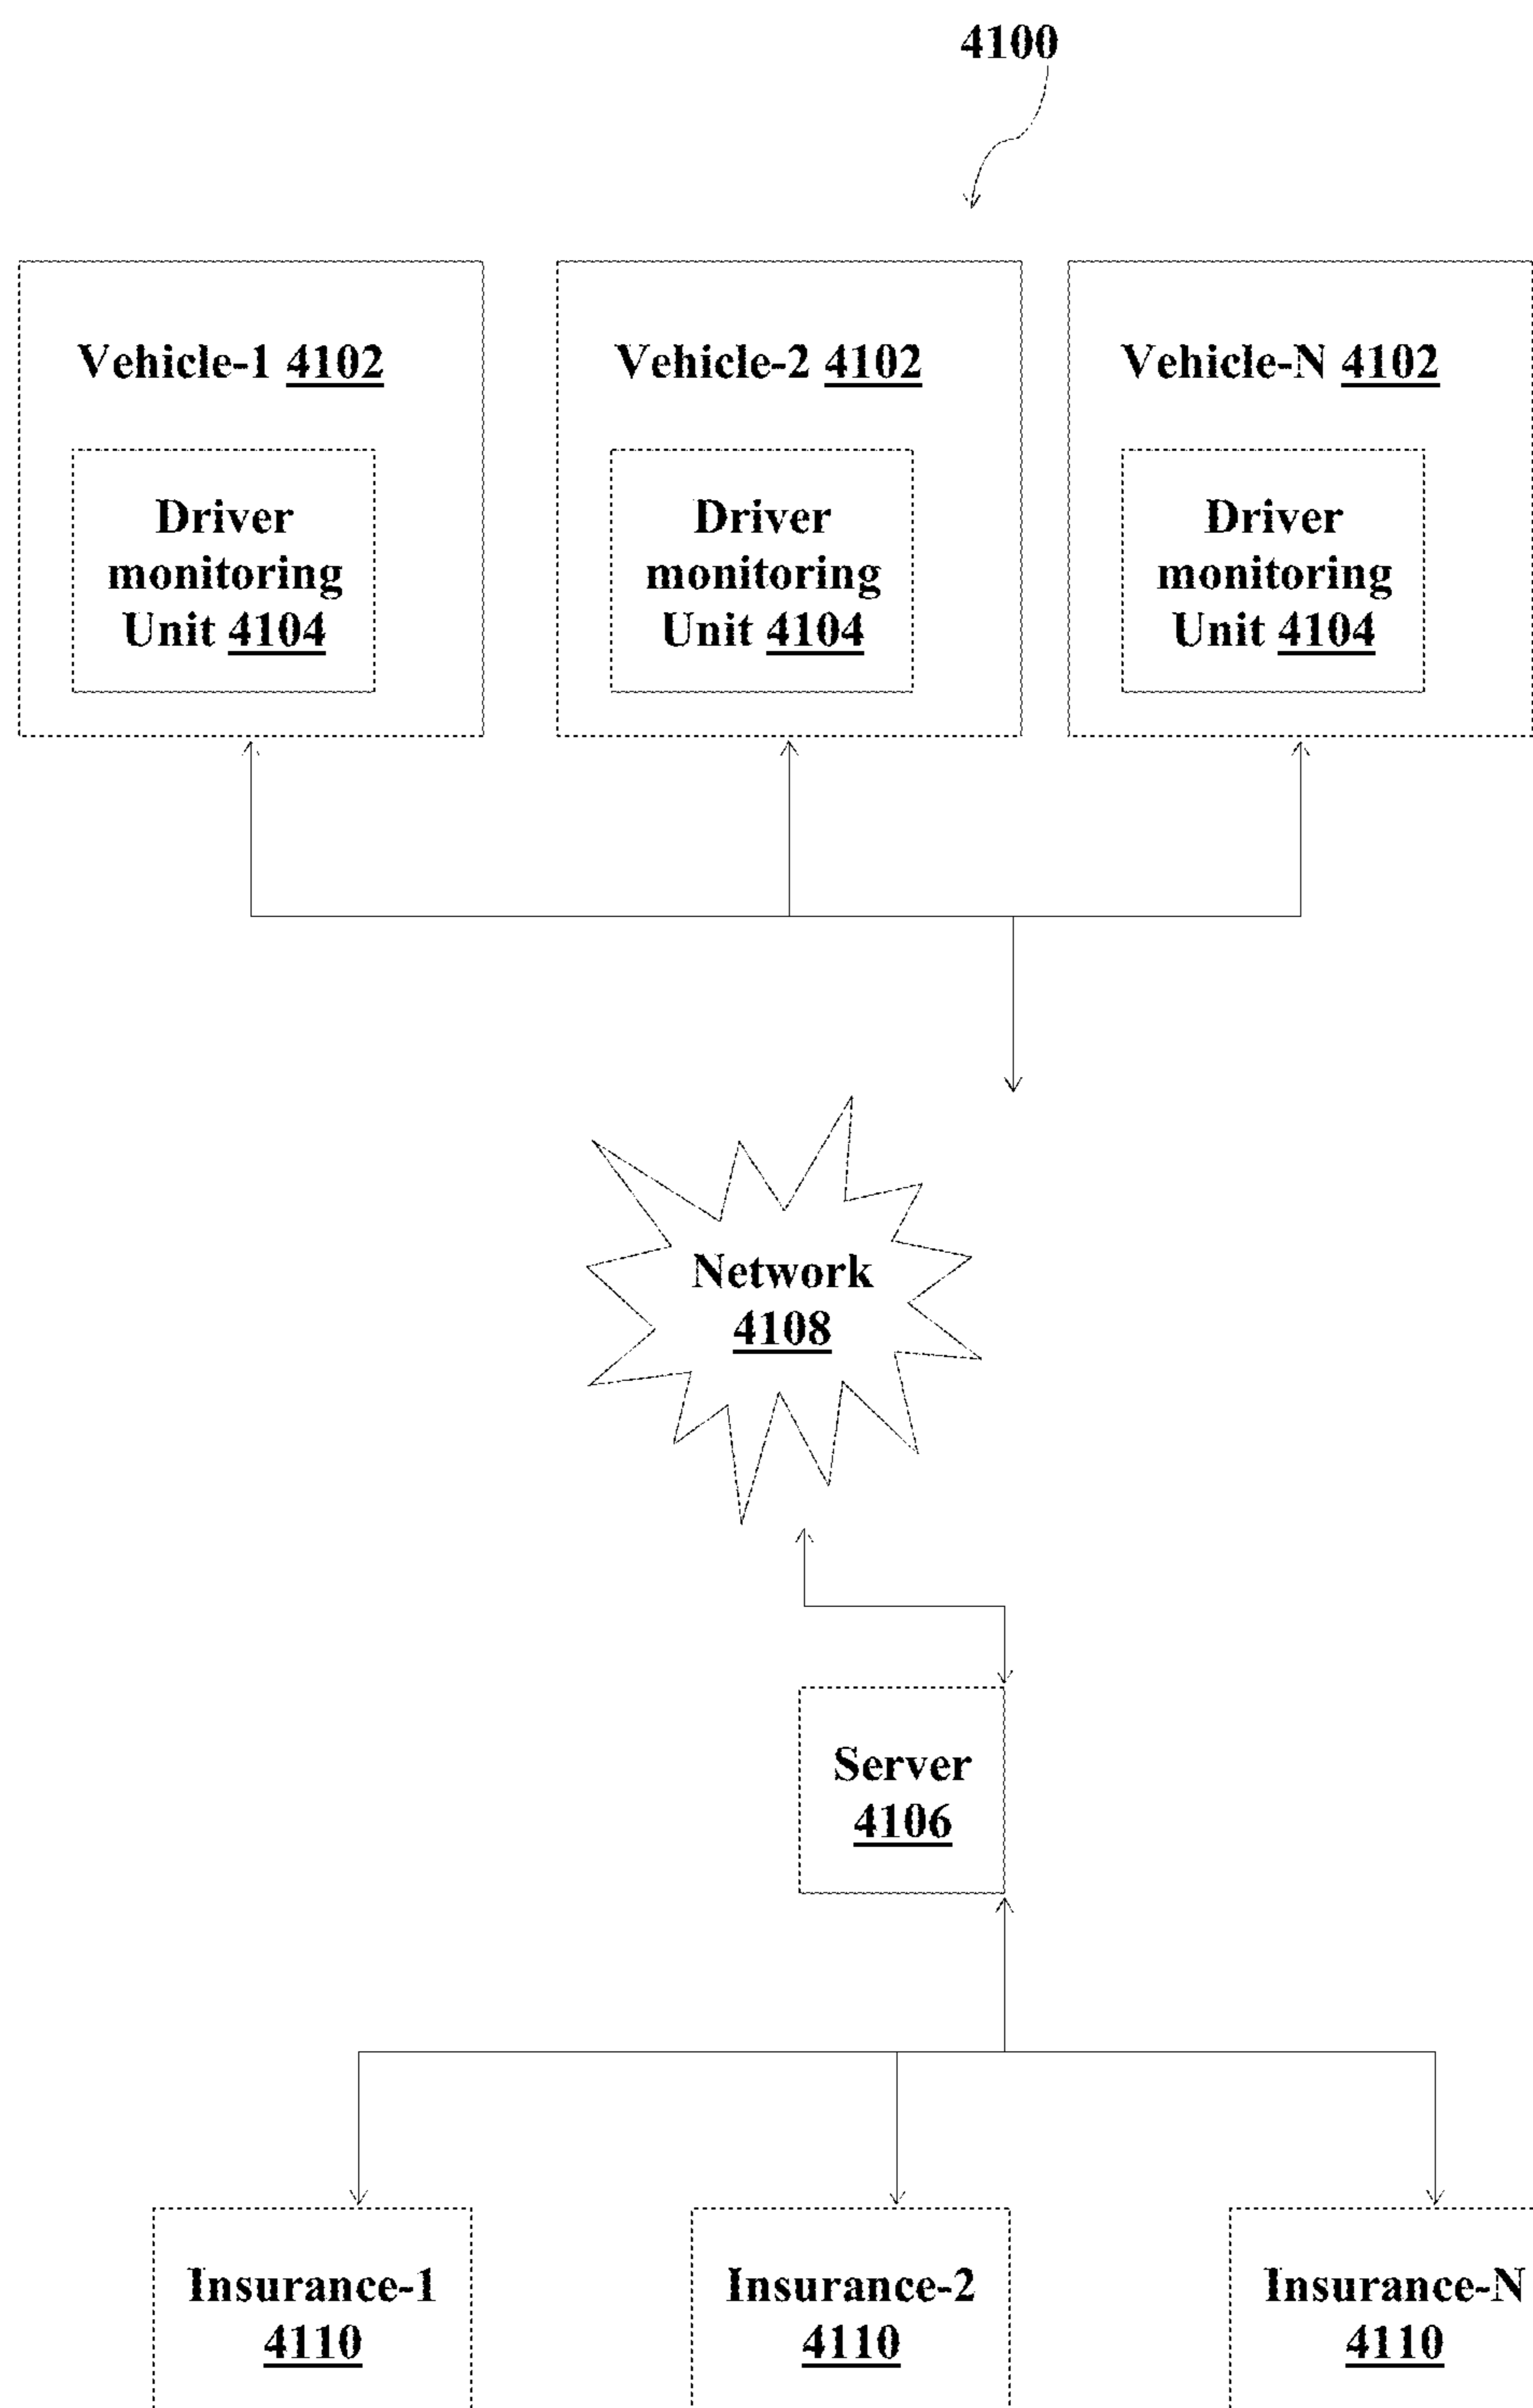 4100
Vehicle-1 4102
Vehicle-2 4102
Vehicle-N 4102
Driver
monitoring
Unit 4104
Driver
monitoring
Unit 4104
Driver
monitoring
Unit 4104
Network
4108
Server
4106
Insurance-1
4110
Insurance-2
4110
Insurance-N
4110